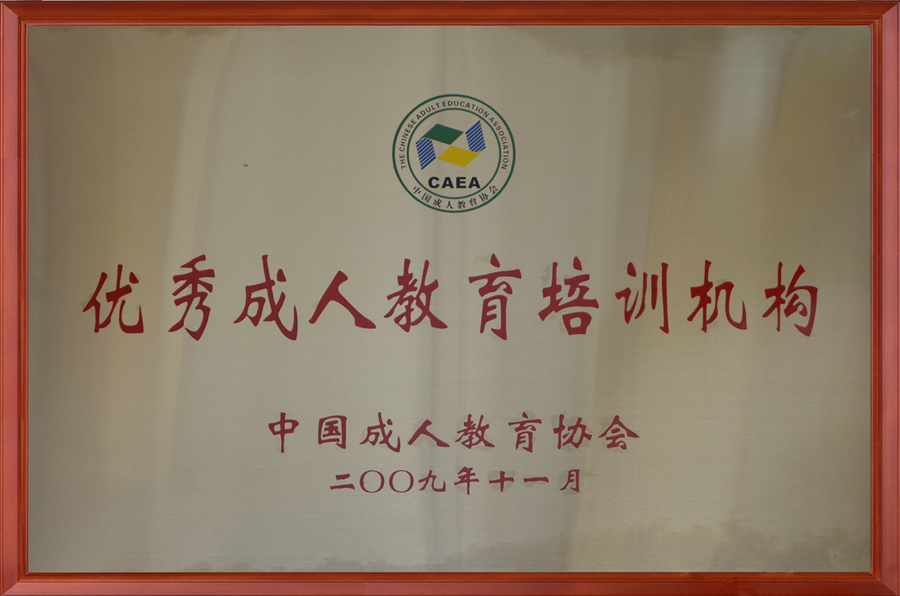 THE CHINESE ADULT EDUCATION ASSOCIATION
CAEA
中国成人教育协会
优秀成人教育培训机构
中国成人教育协会
二〇〇九年十一月